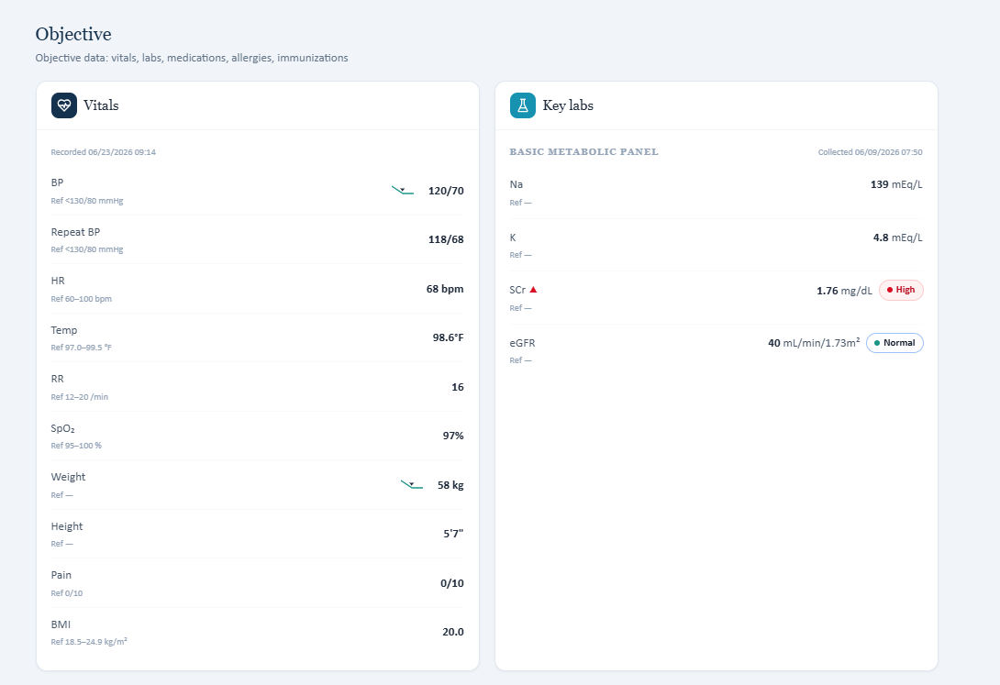 Objective
Objective data: vitals, labs, medications, allergies, immunizations
Vitals
Recorded 06/23/2026 09:14
BP 120/70
Ref <130/80 mmHg
Repeat BP 118/68
Ref <130/80 mmHg
HR 68 bpm
Ref 60–100 bpm
Temp 98.6°F
Ref 97.0–99.5 °F
RR 16
Ref 12–20 /min
SpO₂ 97%
Ref 95–100 %
Weight 58 kg
Ref —
Height 5'7"
Ref —
Pain 0/10
Ref 0/10
BMI 20.0
Ref 18.5–24.9 kg/m²
Key labs
BASIC METABOLIC PANEL Collected 06/09/2026 07:50
Na 139 mEq/L
Ref —
K 4.8 mEq/L
Ref —
SCr ▲ 1.76 mg/dL High
Ref —
eGFR 40 mL/min/1.73m² Normal
Ref —